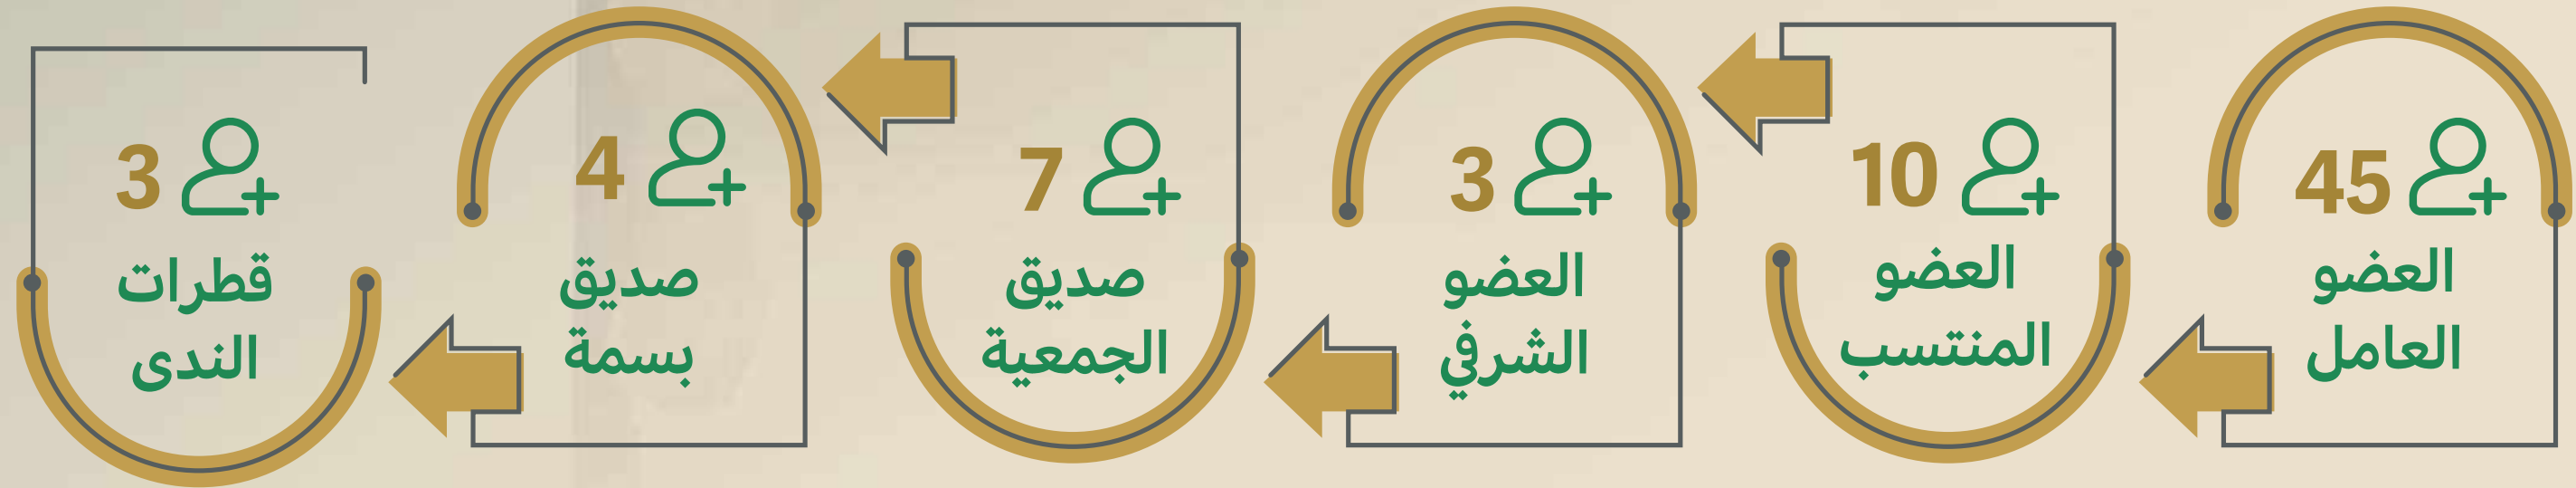 45
العضو
العامل
10
العضو
المنتسب
3
العضو
الشرفي
7
صديق
الجمعية
4
صديق
بسمة
3
قطرات
الندى